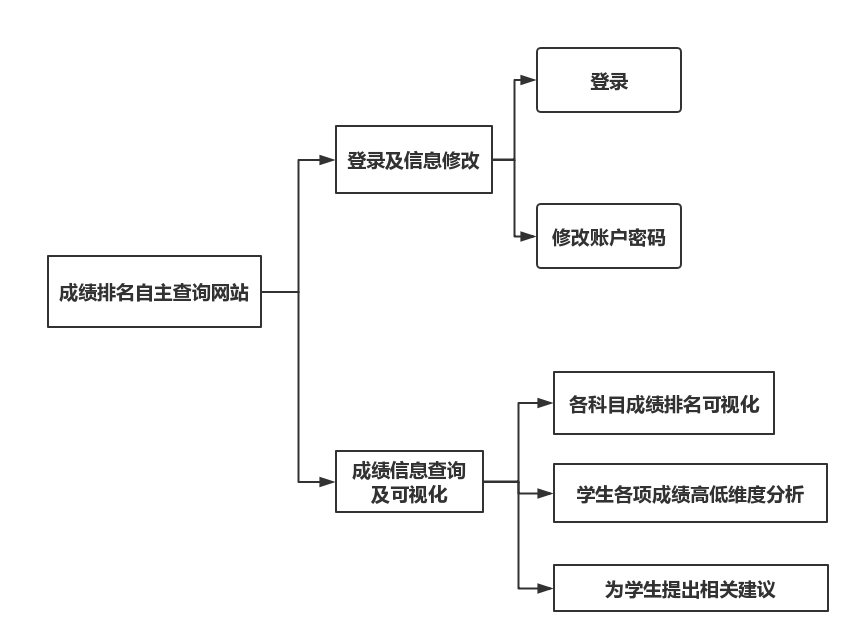 登录
登录及信息修改
修改账户密码
成绩排名自主查询网站
各科目成绩排名可视化
成绩信息查询
及可视化
学生各项成绩高低维度分析
为学生提出相关建议